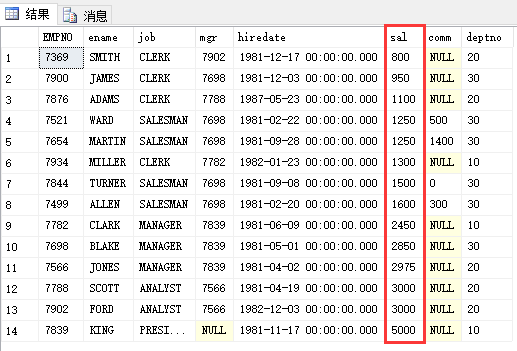 结果 消息
EMPNO ename job mgr hiredate sal comm deptno
1 7369 SMITH CLERK 7902 1981-12-17 00:00:00.000 800 NULL 20
2 7900 JAMES CLERK 7698 1981-12-03 00:00:00.000 950 NULL 30
3 7876 ADAMS CLERK 7788 1987-05-23 00:00:00.000 1100 NULL 20
4 7521 WARD SALESMAN 7698 1981-02-22 00:00:00.000 1250 500 30
5 7654 MARTIN SALESMAN 7698 1981-09-28 00:00:00.000 1250 1400 30
6 7934 MILLER CLERK 7782 1982-01-23 00:00:00.000 1300 NULL 10
7 7844 TURNER SALESMAN 7698 1981-09-08 00:00:00.000 1500 0 30
8 7499 ALLEN SALESMAN 7698 1981-02-20 00:00:00.000 1600 300 30
9 7782 CLARK MANAGER 7839 1981-06-09 00:00:00.000 2450 NULL 10
10 7698 BLAKE MANAGER 7839 1981-05-01 00:00:00.000 2850 NULL 30
11 7566 JONES MANAGER 7839 1981-04-02 00:00:00.000 2975 NULL 20
12 7788 SCOTT ANALYST 7566 1981-04-19 00:00:00.000 3000 NULL 20
13 7902 FORD ANALYST 7566 1982-12-03 00:00:00.000 3000 NULL 20
14 7839 KING PRESI... NULL 1981-11-17 00:00:00.000 5000 NULL 10